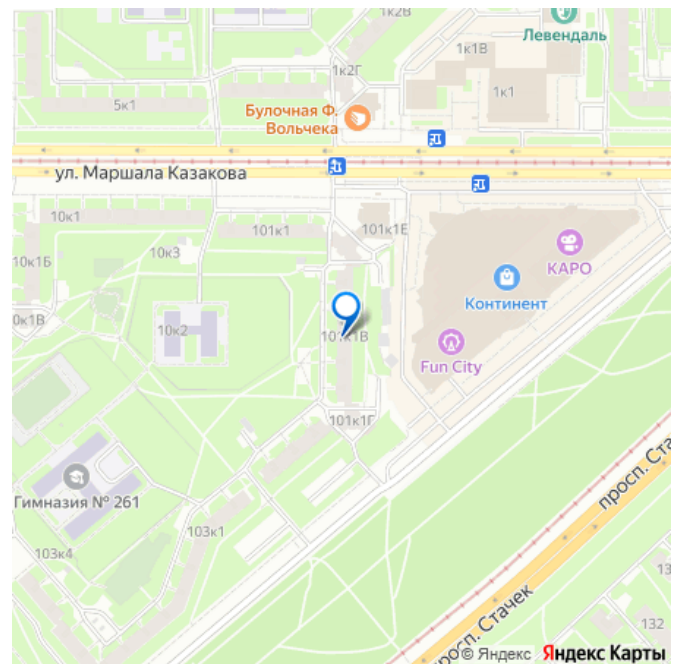 1к2В
Левендаль
1к1В
1к2Г
1к1
5к1
Булочная Ф.
Вольчека
ул. Маршала Казакова
10к1
101к1
101к1Е
10к3
10к1Б
КАРО
Континент
0к1В
10к2
101к1В
Fun City
101к1Г
Гимназия № 261
просп. Ста
103к1
103к4
13
132
просп. Стачек
© Яндекс Яндекс Карты